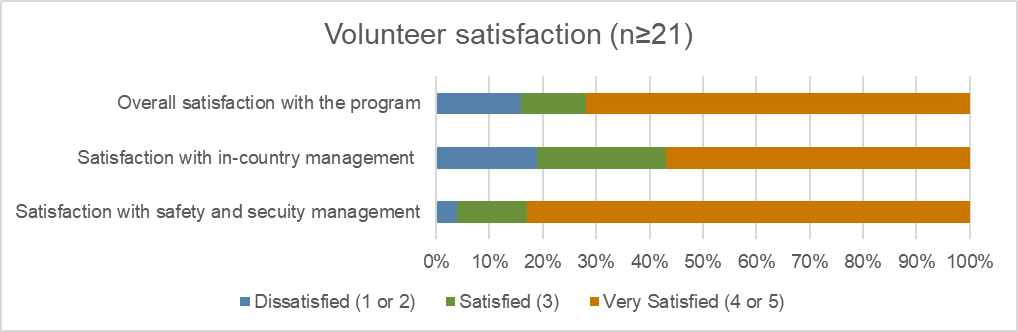 Volunteer satisfaction (n≥21)
Overall satisfaction with the program
Satisfaction with in-country management
Satisfaction with safety and secuity management
0% 10% 20% 30% 40% 50% 60% 70% 80% 90% 100%
Dissatisfied (1 or 2) Satisfied (3) Very Satisfied (4 or 5)